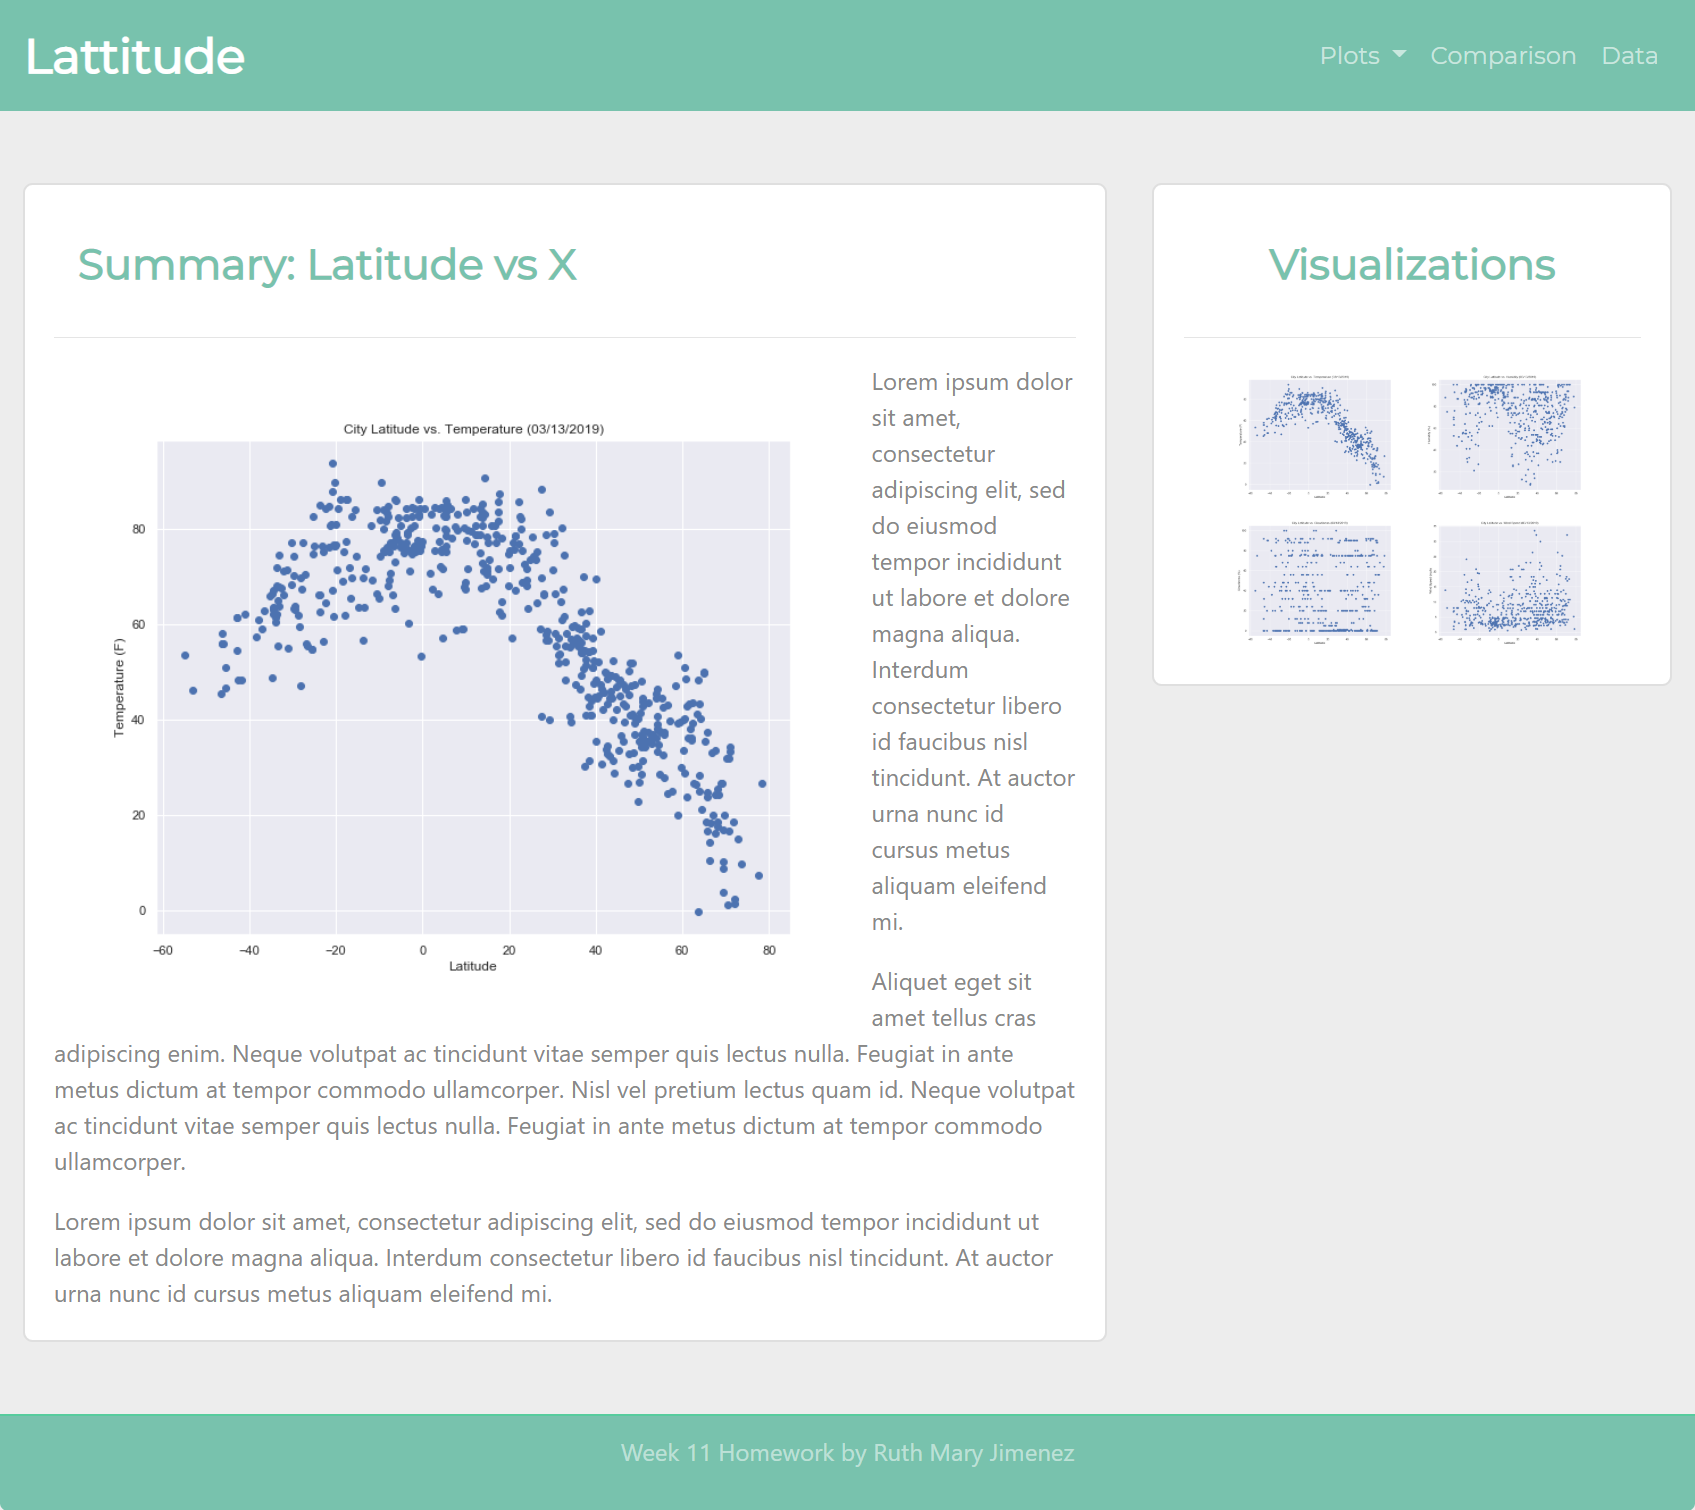 Lattitude
Plots Comparison Data
Summary: Latitude vs X
City Latitude vs. Temperature (03/13/2019)
80
60
40
20
0
Temperature (F)
−60 −40 −20 0 20 40 60 80
Latitude
Lorem ipsum dolor
sit amet,
consectetur
adipiscing elit, sed
do eiusmod
tempor incididunt
ut labore et dolore
magna aliqua.
Interdum
consectetur libero
id faucibus nisl
tincidunt. At auctor
urna nunc id
cursus metus
aliquam eleifend
mi.
Aliquet eget sit
amet tellus cras
adipiscing enim. Neque volutpat ac tincidunt vitae semper quis lectus nulla. Feugiat in ante
metus dictum at tempor commodo ullamcorper. Nisl vel pretium lectus quam id. Neque volutpat
ac tincidunt vitae semper quis lectus nulla. Feugiat in ante metus dictum at tempor commodo
ullamcorper.
Lorem ipsum dolor sit amet, consectetur adipiscing elit, sed do eiusmod tempor incididunt ut
labore et dolore magna aliqua. Interdum consectetur libero id faucibus nisl tincidunt. At auctor
urna nunc id cursus metus aliquam eleifend mi.
Visualizations
Week 11 Homework by Ruth Mary Jimenez